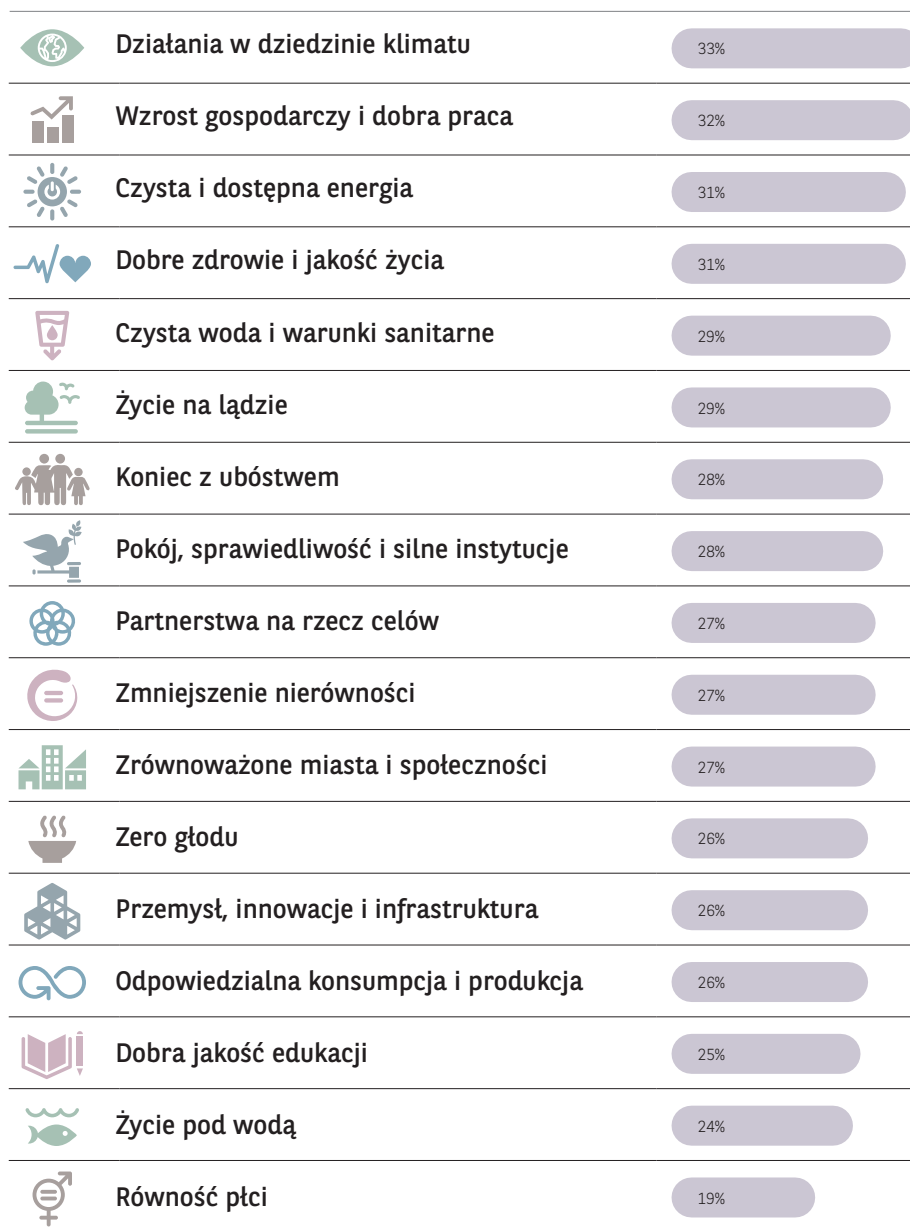 Działania w dziedzinie klimatu 33%
Wzrost gospodarczy i dobra praca 32%
Czysta i dostępna energia 31%
Dobre zdrowie i jakość życia 31%
Czysta woda i warunki sanitarne 29%
Życie na lądzie 29%
Koniec z ubóstwem 28%
Pokój, sprawiedliwość i silne instytucje 28%
Partnerstwa na rzecz celów 27%
Zmniejszenie nierówności 27%
Zrównoważone miasta i społeczności 27%
Zero głodu 26%
Przemysł, innowacje i infrastruktura 26%
Odpowiedzialna konsumpcja i produkcja 26%
Dobra jakość edukacji 25%
Życie pod wodą 24%
Równość płci 19%